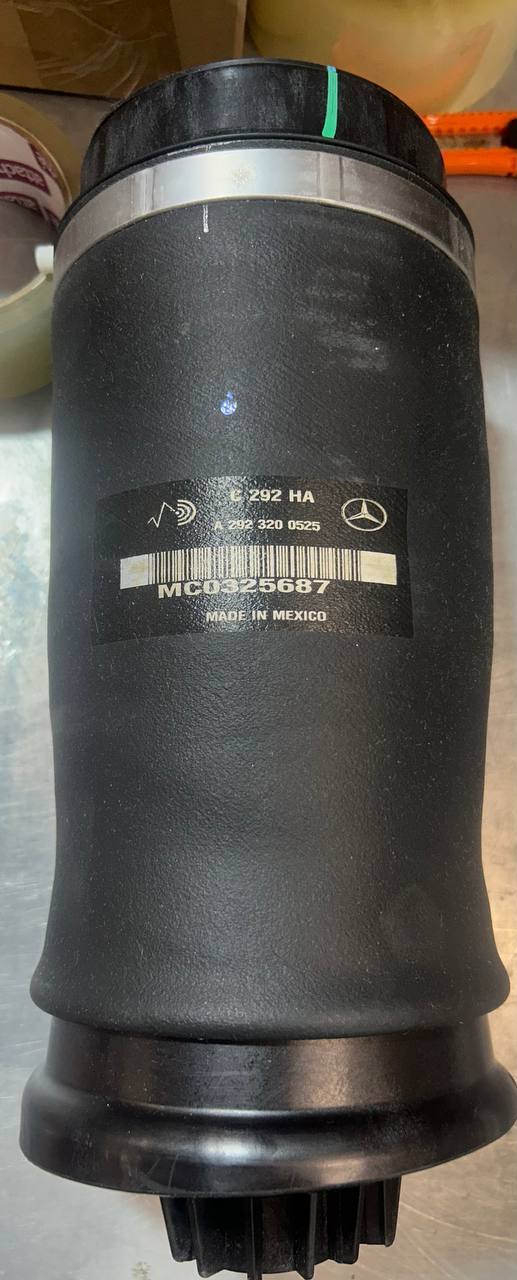 C 292 HA
A 292 320 0525
MC0325687
MADE IN MEXICO